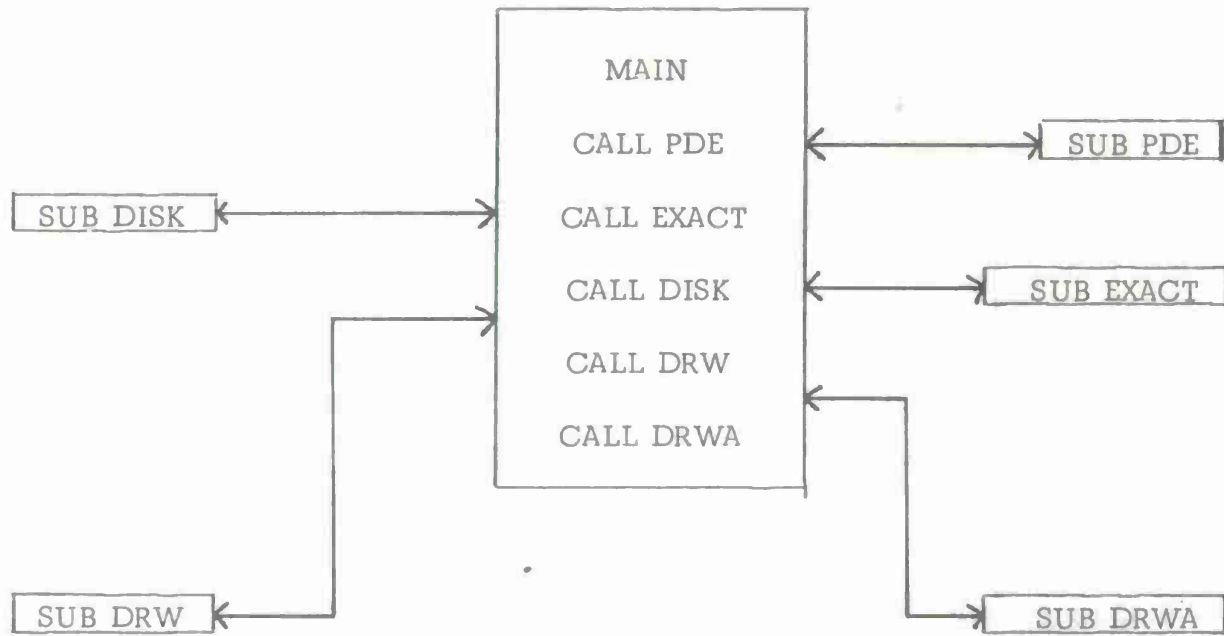 MAIN
CALL PDE
SUB PDE
SUB DISK
CALL EXACT
CALL DISK
SUB EXACT
CALL DRW
CALL DRWA
SUB DRW
SUB DRWA